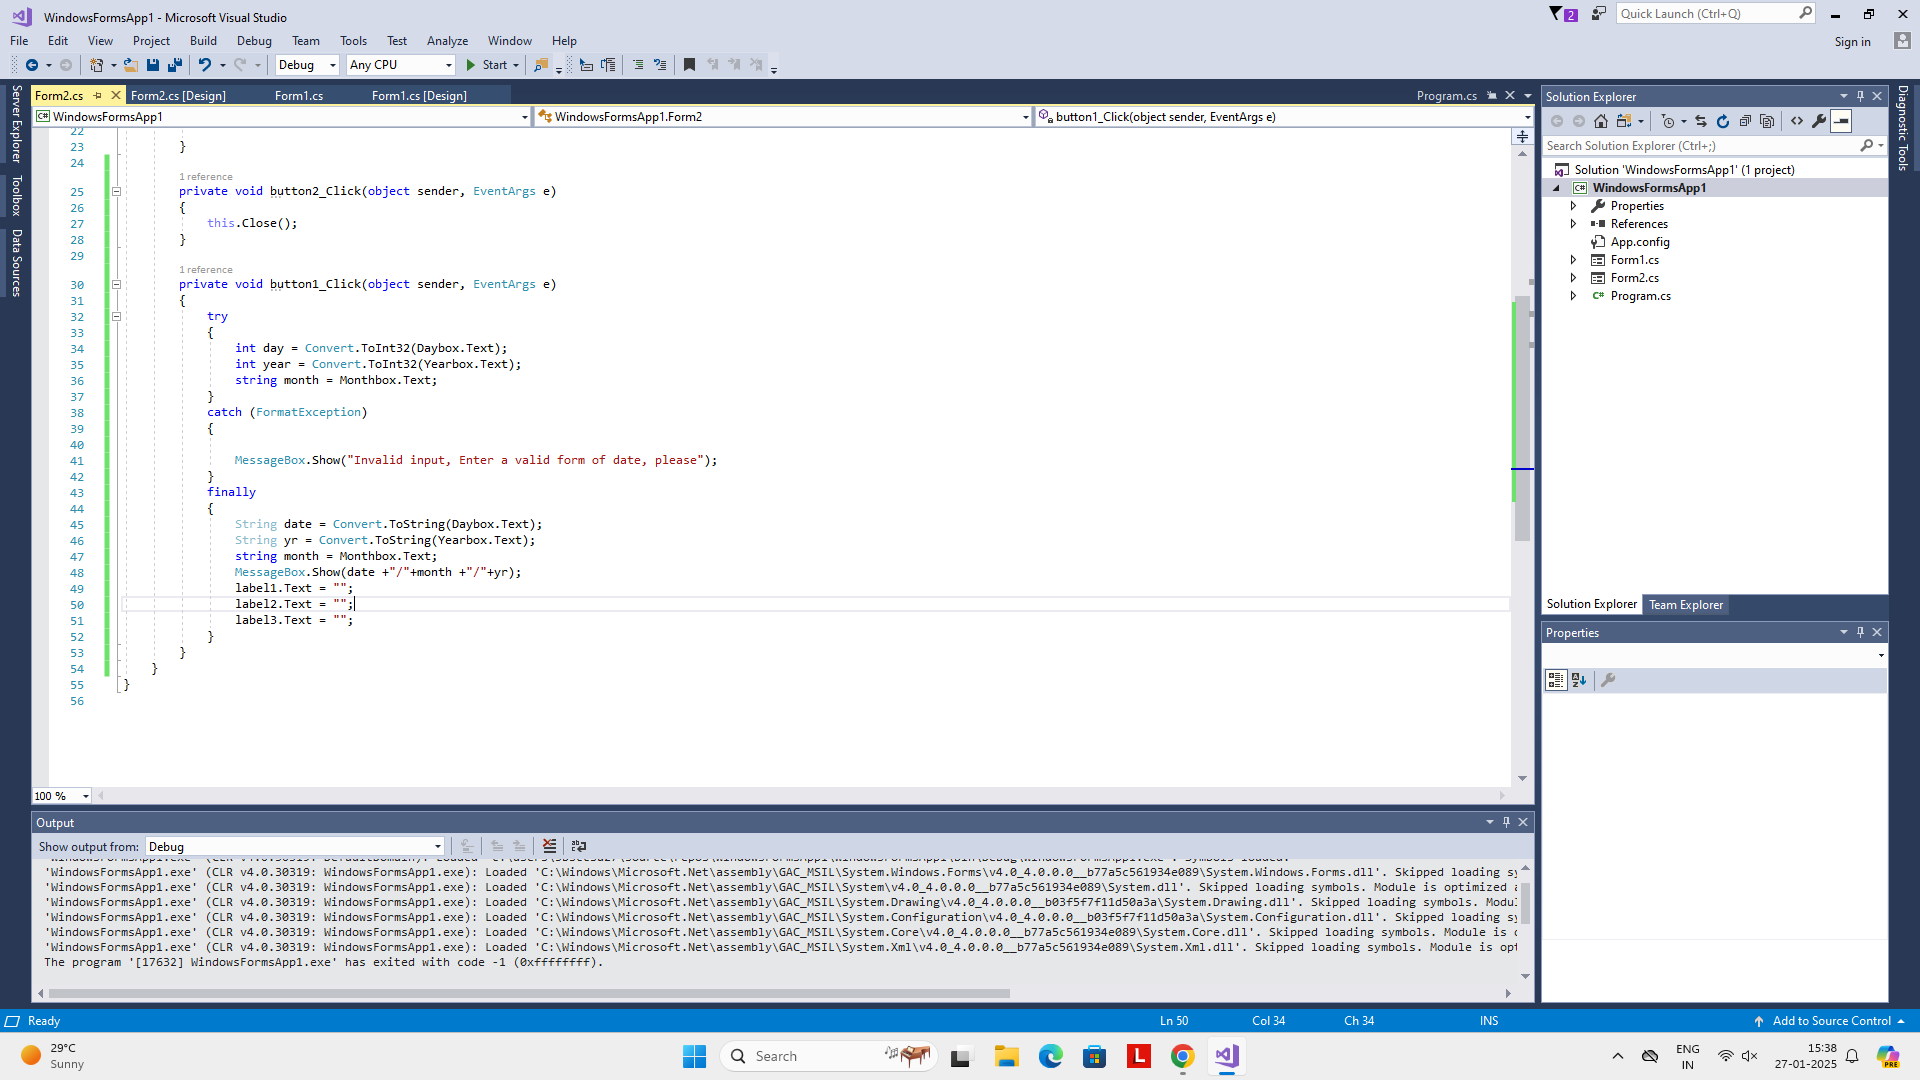 WindowsFormsApp1 - Microsoft Visual Studio
2
Quick Launch (Ctrl+Q)
File Edit View Project Build Debug Team Tools Test Analyze Window Help
Sign in
Debug Any CPU Start
Server Explorer
Toolbox
Data Sources
Form2.cs Form2.cs [Design] Form1.cs Form1.cs [Design] Program.cs
WindowsFormsApp1 WindowsFormsApp1.Form2 button1_Click(object sender, EventArgs e)
22
23 }
24
1 reference
25 private void button2_Click(object sender, EventArgs e)
26 {
27 this.Close();
28 }
29
1 reference
30 private void button1_Click(object sender, EventArgs e)
31 {
32 try
33 {
34 int day = Convert.ToInt32(Daybox.Text);
35 int year = Convert.ToInt32(Yearbox.Text);
36 string month = Monthbox.Text;
37 }
38 catch (FormatException)
39 {
40
41 MessageBox.Show("Invalid input, Enter a valid form of date, please");
42 }
43 finally
44 {
45 String date = Convert.ToString(Daybox.Text);
46 String yr = Convert.ToString(Yearbox.Text);
47 string month = Monthbox.Text;
48 MessageBox.Show(date +"/"+month +"/"+yr);
49 label1.Text = "";
50 label2.Text = "";
51 label3.Text = "";
52 }
53 }
54 }
55 }
56
100 %
Solution Explorer
Search Solution Explorer (Ctrl+;)
Solution 'WindowsFormsApp1' (1 project)
C# WindowsFormsApp1
Properties
References
App.config
Form1.cs
Form2.cs
C# Program.cs
Solution Explorer Team Explorer
Properties
Diagnostic Tools
Output
Show output from: Debug
'WindowsFormsApp1.exe' (CLR v4.0.30319: WindowsFormsApp1.exe): Loaded 'C:\Windows\Microsoft.Net\assembly\GAC_MSIL\System.Windows.Forms\v4.0_4.0.0.0__b77a5c561934e089\System.Windows.Forms.dll'. Skipped loading sy
'WindowsFormsApp1.exe' (CLR v4.0.30319: WindowsFormsApp1.exe): Loaded 'C:\Windows\Microsoft.Net\assembly\GAC_MSIL\System\v4.0_4.0.0.0__b77a5c561934e089\System.dll'. Skipped loading symbols. Module is optimized a
'WindowsFormsApp1.exe' (CLR v4.0.30319: WindowsFormsApp1.exe): Loaded 'C:\Windows\Microsoft.Net\assembly\GAC_MSIL\System.Drawing\v4.0_4.0.0.0__b03f5f7f11d50a3a\System.Drawing.dll'. Skipped loading symbols. Modul
'WindowsFormsApp1.exe' (CLR v4.0.30319: WindowsFormsApp1.exe): Loaded 'C:\Windows\Microsoft.Net\assembly\GAC_MSIL\System.Configuration\v4.0_4.0.0.0__b03f5f7f11d50a3a\System.Configuration.dll'. Skipped loading sy
'WindowsFormsApp1.exe' (CLR v4.0.30319: WindowsFormsApp1.exe): Loaded 'C:\Windows\Microsoft.Net\assembly\GAC_MSIL\System.Core\v4.0_4.0.0.0__b77a5c561934e089\System.Core.dll'. Skipped loading symbols. Module is o
'WindowsFormsApp1.exe' (CLR v4.0.30319: WindowsFormsApp1.exe): Loaded 'C:\Windows\Microsoft.Net\assembly\GAC_MSIL\System.Xml\v4.0_4.0.0.0__b77a5c561934e089\System.Xml.dll'. Skipped loading symbols. Module is opt
The program '[17632] WindowsFormsApp1.exe' has exited with code -1 (0xffffffff).
Ready Ln 50 Col 34 Ch 34 INS Add to Source Control
29°C
Sunny
Search
L
ENG
IN
15:38
27-01-2025
PRE